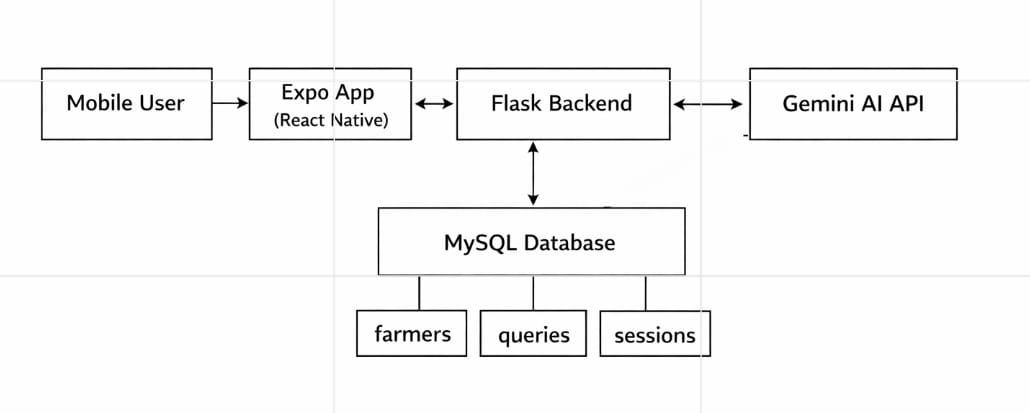 Mobile User
Expo App
(React Native)
Flask Backend
Gemini AI API
MySQL Database
farmers
queries
sessions